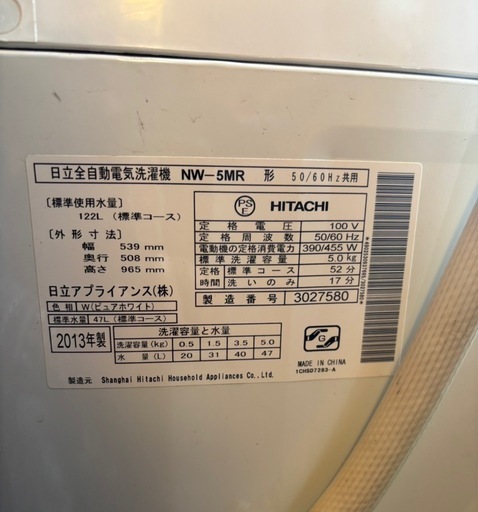 日立全自動電気洗濯機 NW-5MR 形 50/60Hz共用
〔標準使用水量〕
122L (標準コース)
〔外形寸法〕
幅 539 mm
奥行 508 mm
高さ 965 mm
日立アプライアンス(株)
色相 W(ピュアホワイト)
標準水量 47L(標準コース)
PS
E
HITACHI
定格電圧 100 V
定格周波数 50/60 Hz
電動機の定格消費電力 390/455 W
標準洗濯容量 5.0kg
定格 標準コース 52分
時間 洗いのみ 17分
製造番号 3027580
2013年製
洗濯容量と水量
洗濯容量(kg) 0.5 1.5 3.5 5.0
水量(L) 20 31 40 47
MADE IN CHINA
1CHSD7283-A
製造元 Shanghai Hitachi Household Appliances Co.,Ltd.